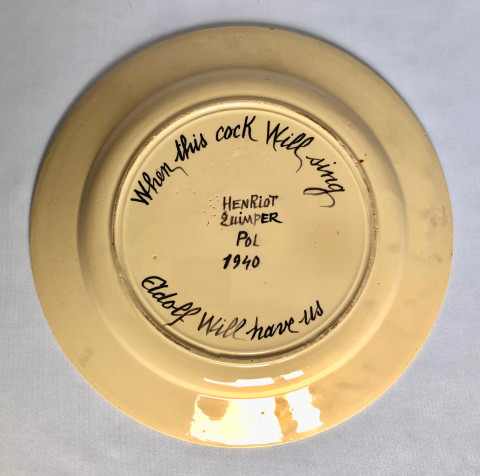 When this cock Will sing
HENRIOT
QUIMPER
POL
1940
Adolf Will have us